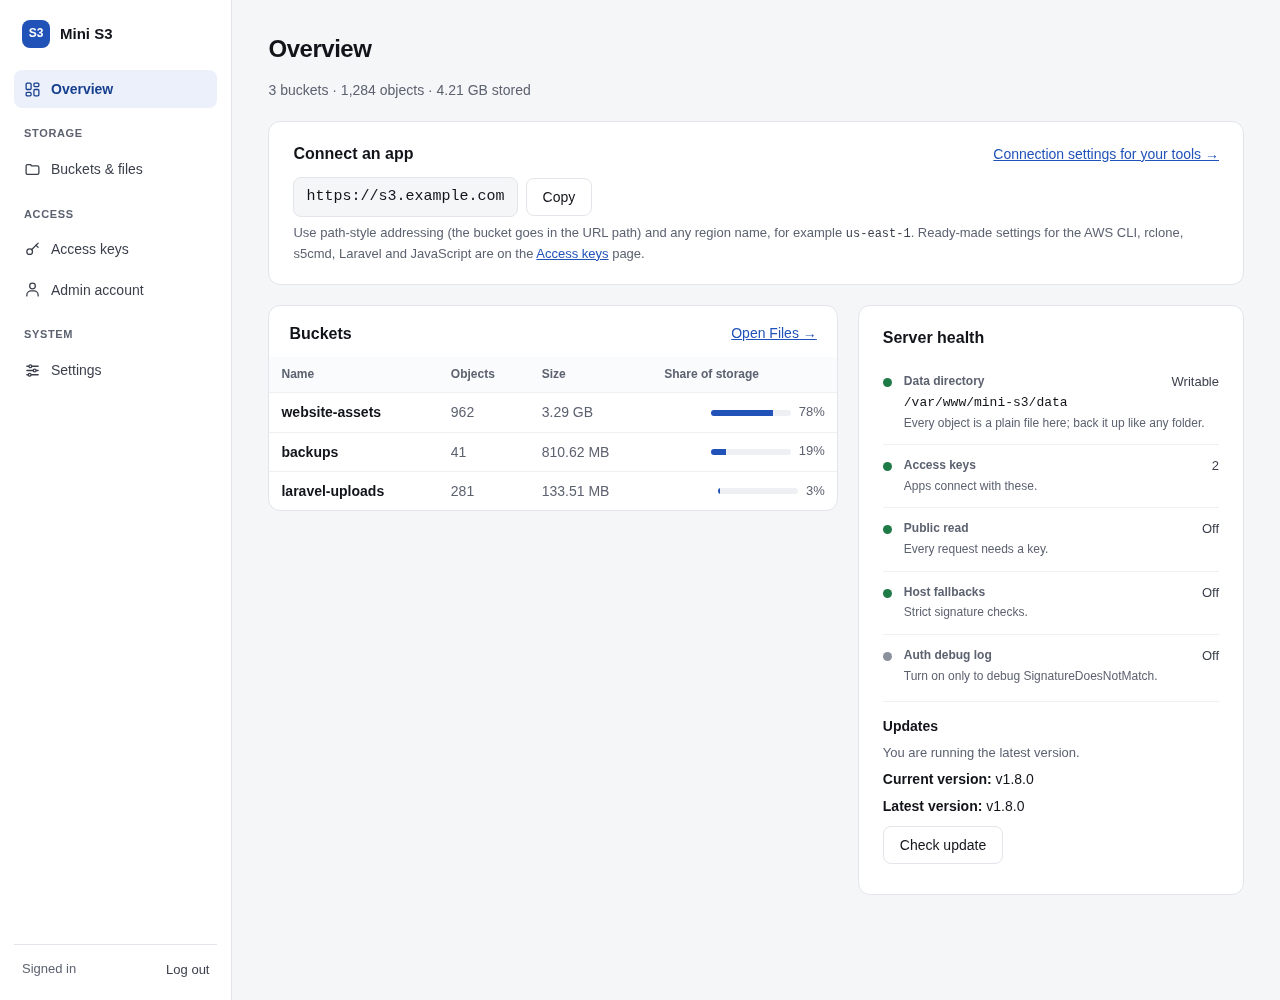 S3 Mini S3
Overview
STORAGE
Buckets & files
ACCESS
Access keys
Admin account
SYSTEM
Settings
Signed in Log out
Overview
3 buckets · 1,284 objects · 4.21 GB stored
Connect an app Connection settings for your tools →
https://s3.example.com Copy
Use path-style addressing (the bucket goes in the URL path) and any region name, for example us-east-1. Ready-made settings for the AWS CLI, rclone,
s5cmd, Laravel and JavaScript are on the Access keys page.
Buckets Open Files →
Name Objects Size Share of storage
website-assets 962 3.29 GB 78%
backups 41 810.62 MB 19%
laravel-uploads 281 133.51 MB 3%
Server health
Data directory Writable
/var/www/mini-s3/data
Every object is a plain file here; back it up like any folder.
Access keys 2
Apps connect with these.
Public read Off
Every request needs a key.
Host fallbacks Off
Strict signature checks.
Auth debug log Off
Turn on only to debug SignatureDoesNotMatch.
Updates
You are running the latest version.
Current version: v1.8.0
Latest version: v1.8.0
Check update